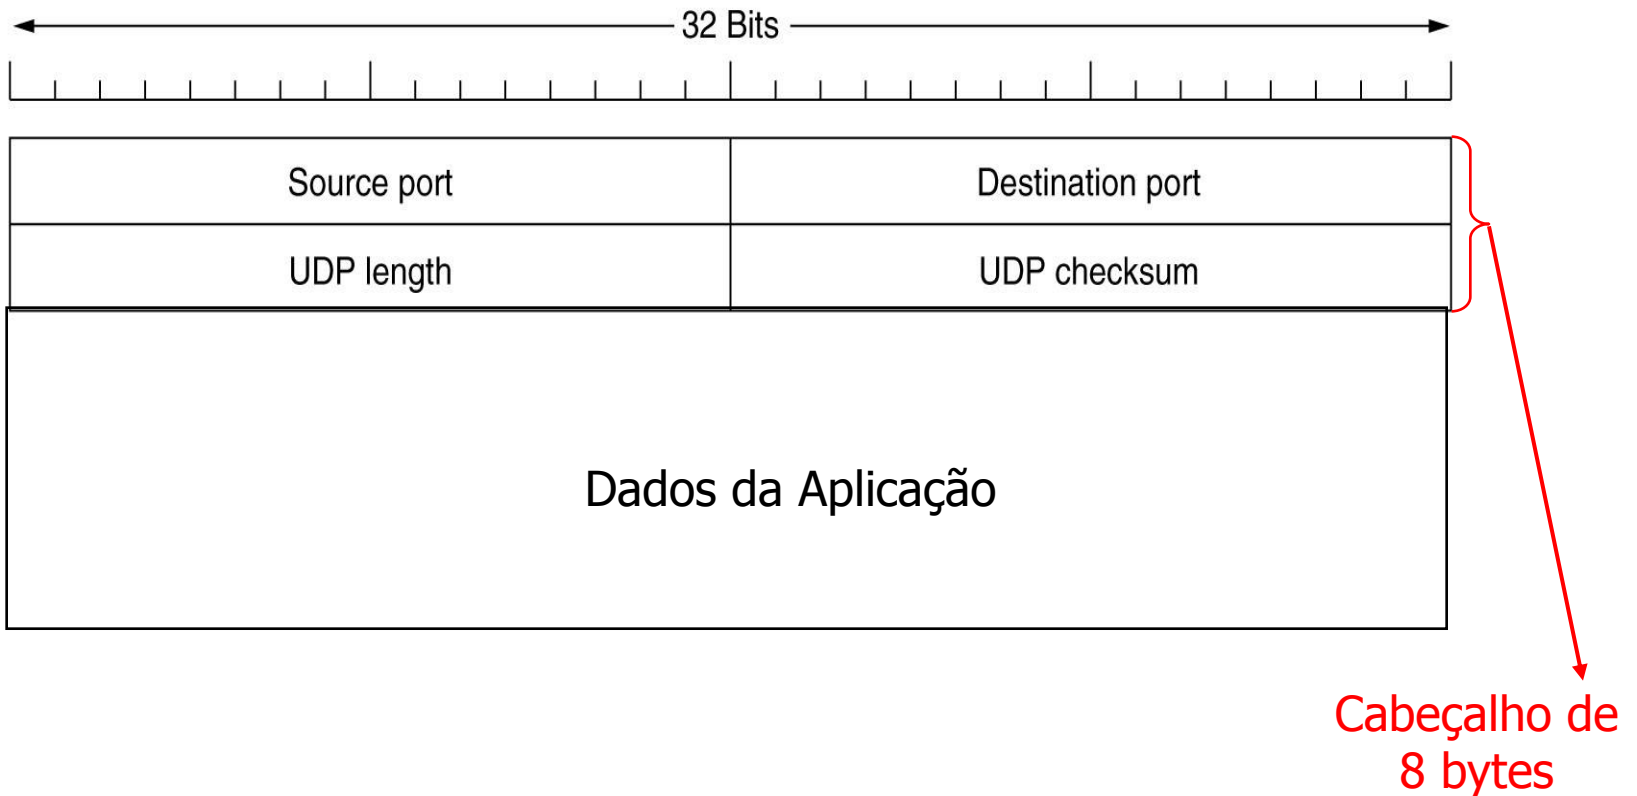 32 Bits
Source port
Destination port
UDP length
UDP checksum
Dados da Aplicação
Cabeçalho de
8 bytes